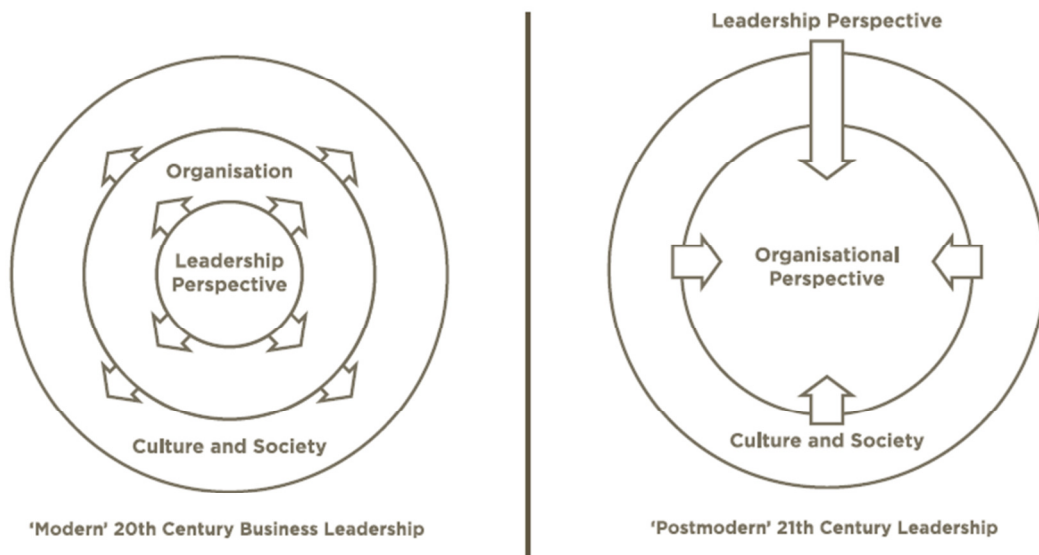 Organisation
Leadership
Perspective
Culture and Society
'Modern' 20th Century Business Leadership
Leadership Perspective
Organisational
Perspective
Culture and Society
'Postmodern' 21th Century Leadership